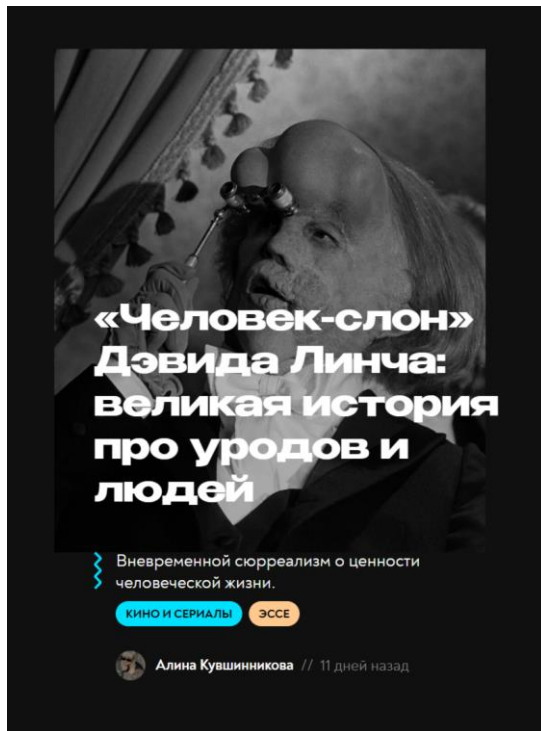 «Человек-слон»
Дэвида Линча:
великая история
про уродов и
людей
Вневременной сюрреализм о ценности
человеческой жизни.
КИНО И СЕРИАЛЫ ЭССЕ
Алина Кувшинникова // 11 дней назад